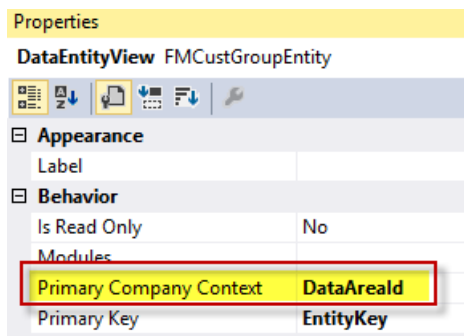 Properties
DataEntityView FMCustGroupEntity
Appearance
Label
Behavior
Is Read Only No
Modules
Primary Company Context DataAreaId
Primary Key EntityKey